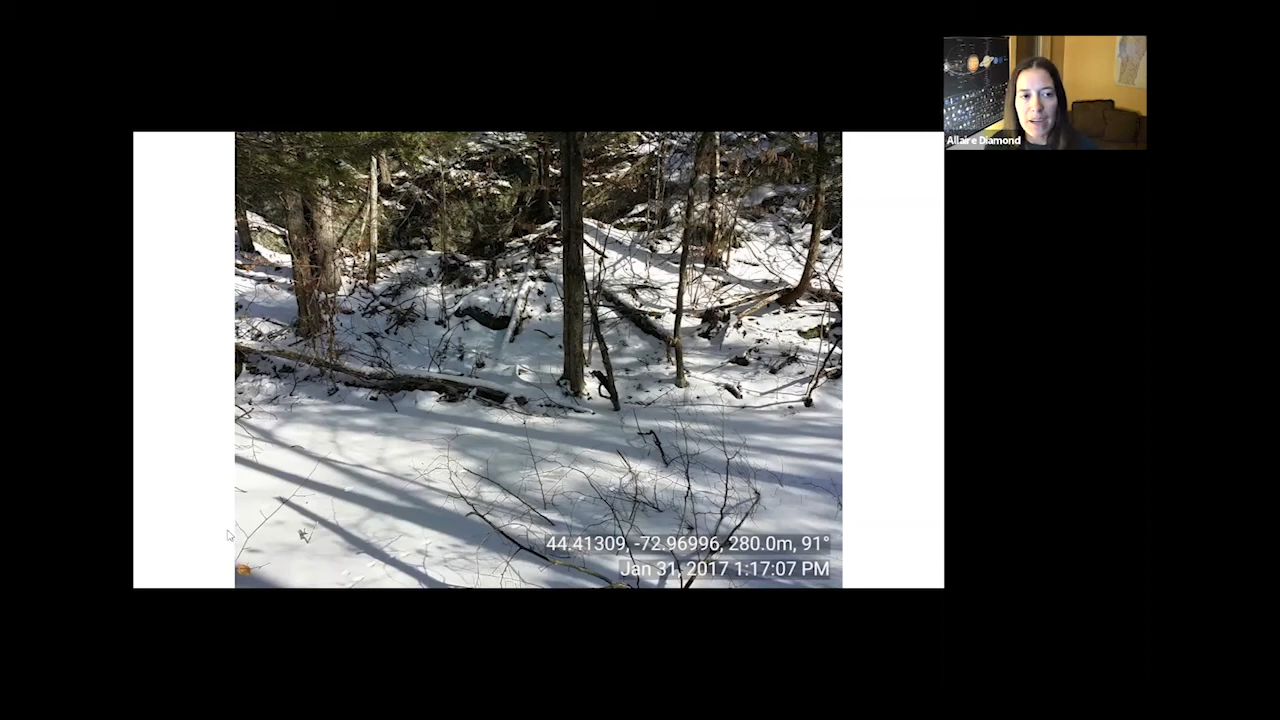 Allaire Diamond
44.41309, -72.96996, 280.0m, 91°
Jan 31, 2017 1:17:07 PM